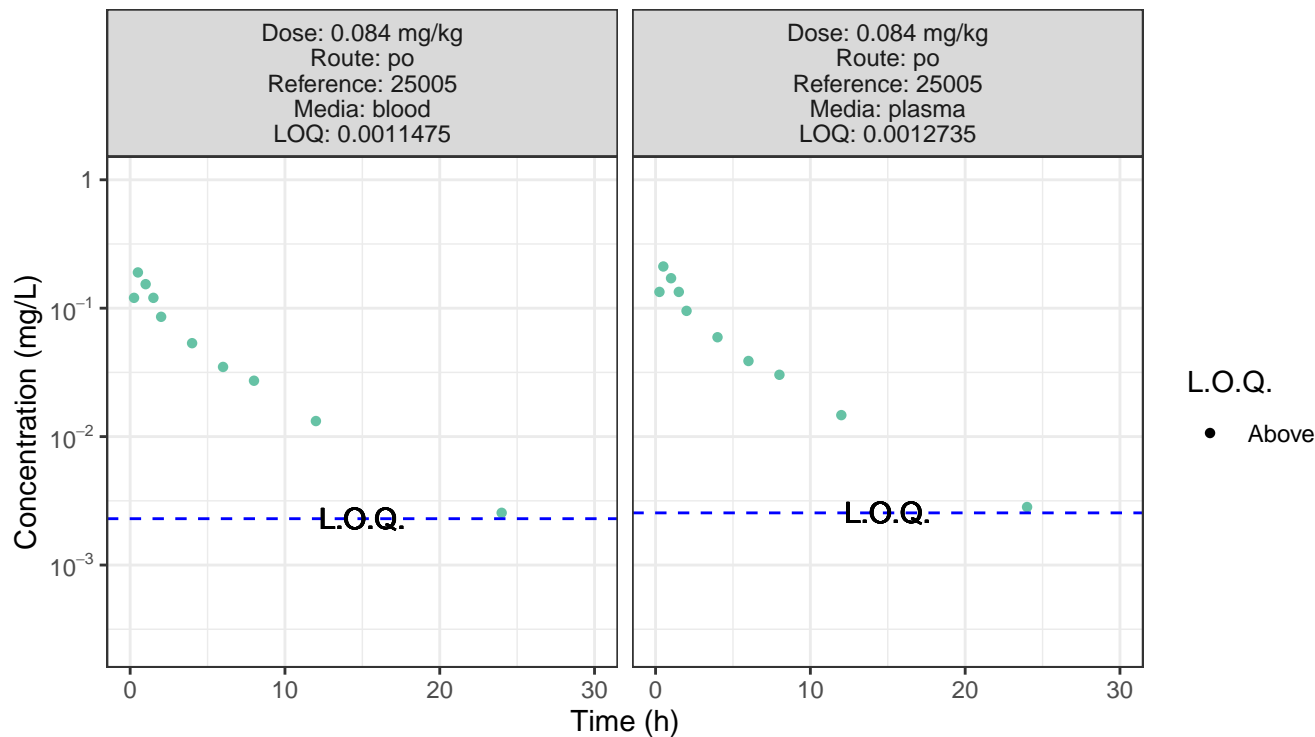 Dose: 0.084 mg/kg
Route: po
Reference: 25005
Media: blood
LOQ: 0.0011475
Dose: 0.084 mg/kg
Route: po
Reference: 25005
Media: plasma
LOQ: 0.0012735
Concentration (mg/L)
1
10⁻¹
10⁻²
10⁻³
L.O.Q.
L.O.Q.
0 10 20 30
0 10 20 30
Time (h)
L.O.Q.
Above